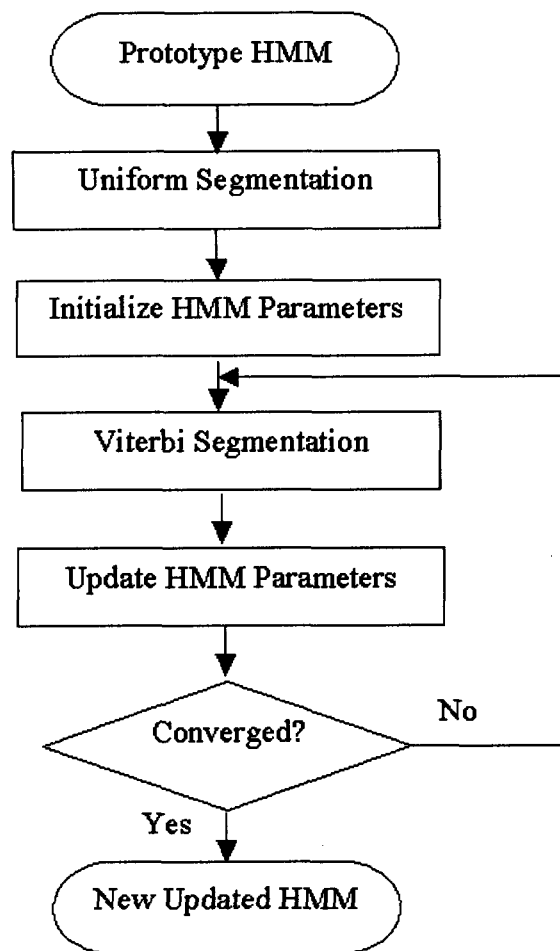 Prototype HMM
Uniform Segmentation
Initialize HMM Parameters
Viterbi Segmentation
Update HMM Parameters
Converged?
No
Yes
New Updated HMM